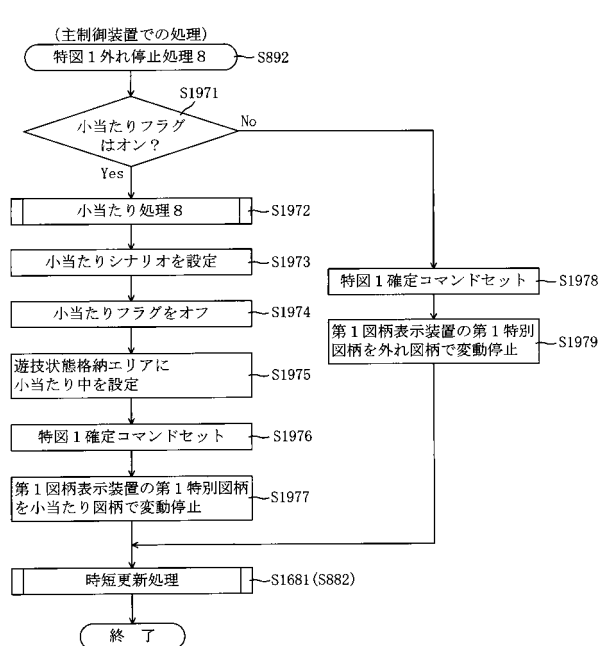 (主制御装置での処理)
特図1外れ停止処理8
S892
S1971
小当たりフラグ
はオン?
No
Yes
小当たり処理8
S1972
小当たりシナリオを設定
S1973
小当たりフラグをオフ
S1974
遊技状態格納エリアに
小当たり中を設定
S1975
特図1確定コマンドセット
S1976
第1図柄表示装置の第1特別図柄
を小当たり図柄で変動停止
S1977
特図1確定コマンドセット
S1978
第1図柄表示装置の第1特別
図柄を外れ図柄で変動停止
S1979
時短更新処理
S1681(S882)
終 了